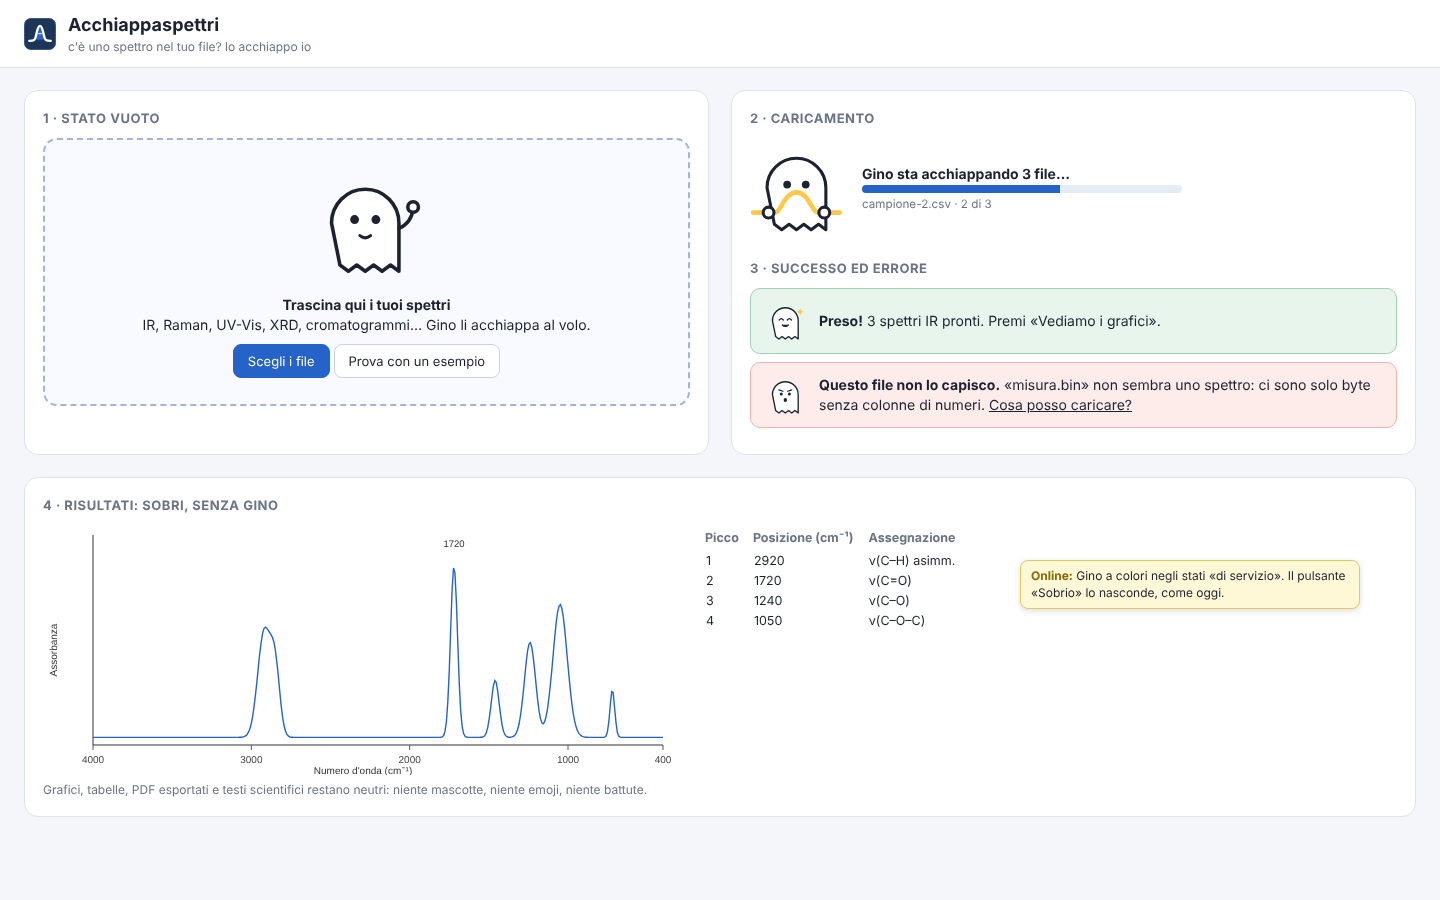 Acchiappaspettri
c'è uno spettro nel tuo file? lo acchiappo io
1 · STATO VUOTO
Trascina qui i tuoi spettri
IR, Raman, UV-Vis, XRD, cromatogrammi… Gino li acchiappa al volo.
Scegli i file
Prova con un esempio
2 · CARICAMENTO
Gino sta acchiappando 3 file…
campione-2.csv · 2 di 3
3 · SUCCESSO ED ERRORE
Preso! 3 spettri IR pronti. Premi «Vediamo i grafici».
Questo file non lo capisco. «misura.bin» non sembra uno spettro: ci sono solo byte
senza colonne di numeri. Cosa posso caricare?
4 · RISULTATI: SOBRI, SENZA GINO
1720
Assorbanza
4000 3000 2000 1000 400
Numero d'onda (cm⁻¹)
Picco Posizione (cm⁻¹) Assegnazione
1 2920 ν(C–H) asimm.
2 1720 ν(C=O)
3 1240 ν(C–O)
4 1050 ν(C–O–C)
Online: Gino a colori negli stati «di servizio». Il pulsante
«Sobrio» lo nasconde, come oggi.
Grafici, tabelle, PDF esportati e testi scientifici restano neutri: niente mascotte, niente emoji, niente battute.